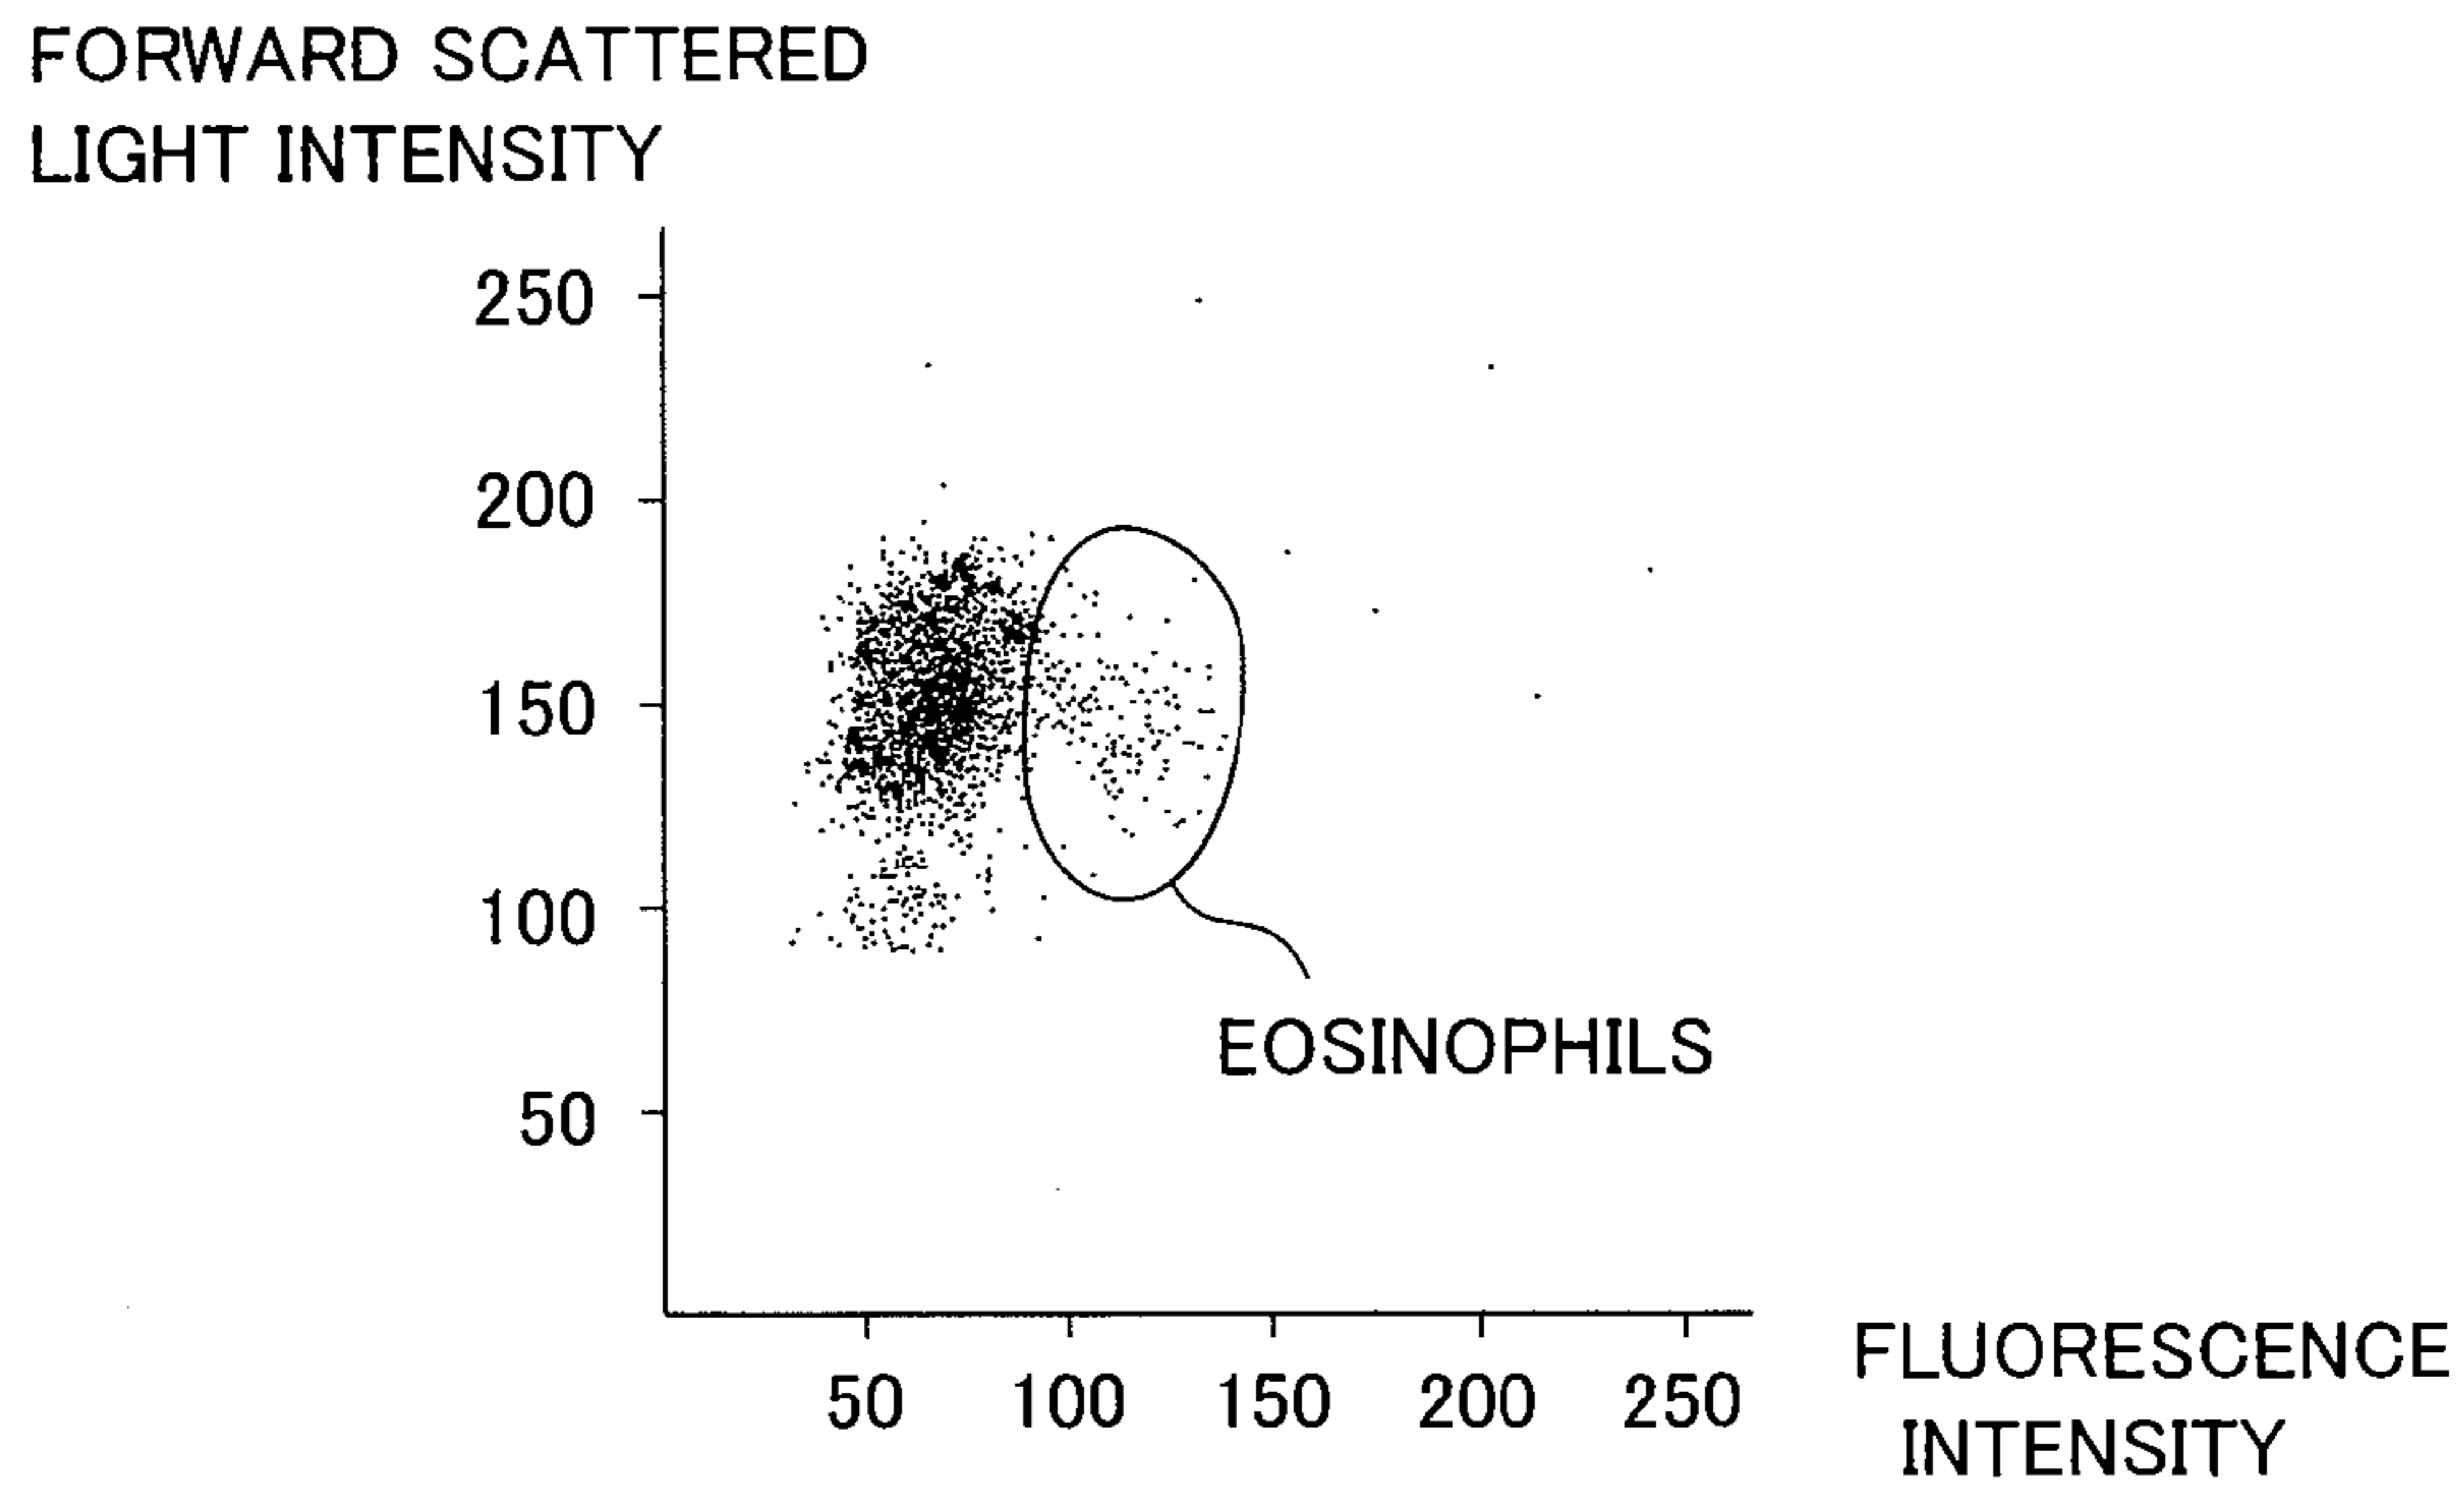 FORWARD SCATTERED
LIGHT INTENSITY
250
200
150
100
50
EOSINOPHILS
50 100 150 200 250
FLUORESCENCE
INTENSITY